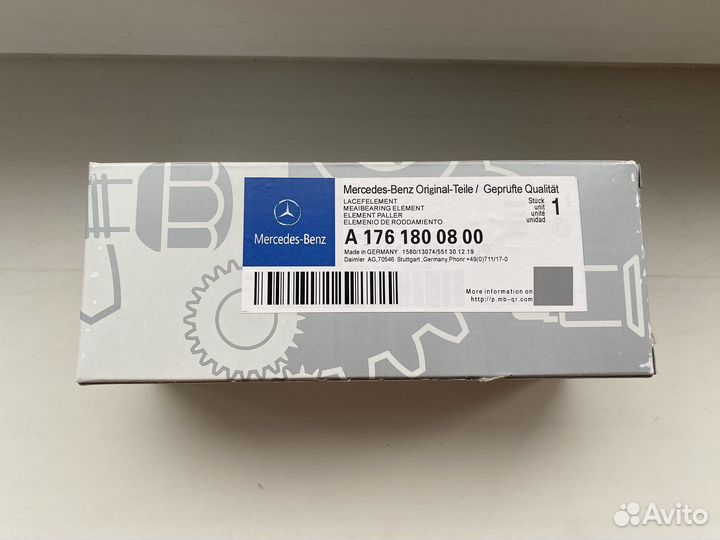 Mercedes-Benz
Mercedes-Benz Original-Teile / Geprüfte Qualität
LACEFELEMENT
MEAIBEARING ELEMENT
ELEMENT PALLER
ELEMENIO DE RODDAMIENTO
Stück
unit
unité
unidad
1
A 176 180 08 00
Made in GERMANY 1580/13074/551 30.12.19
Daimler AG,70546 Stuttgart ,Germany,Phonr +49(0)711/17-0
More information on
http://p.mb-qr.com
Avito